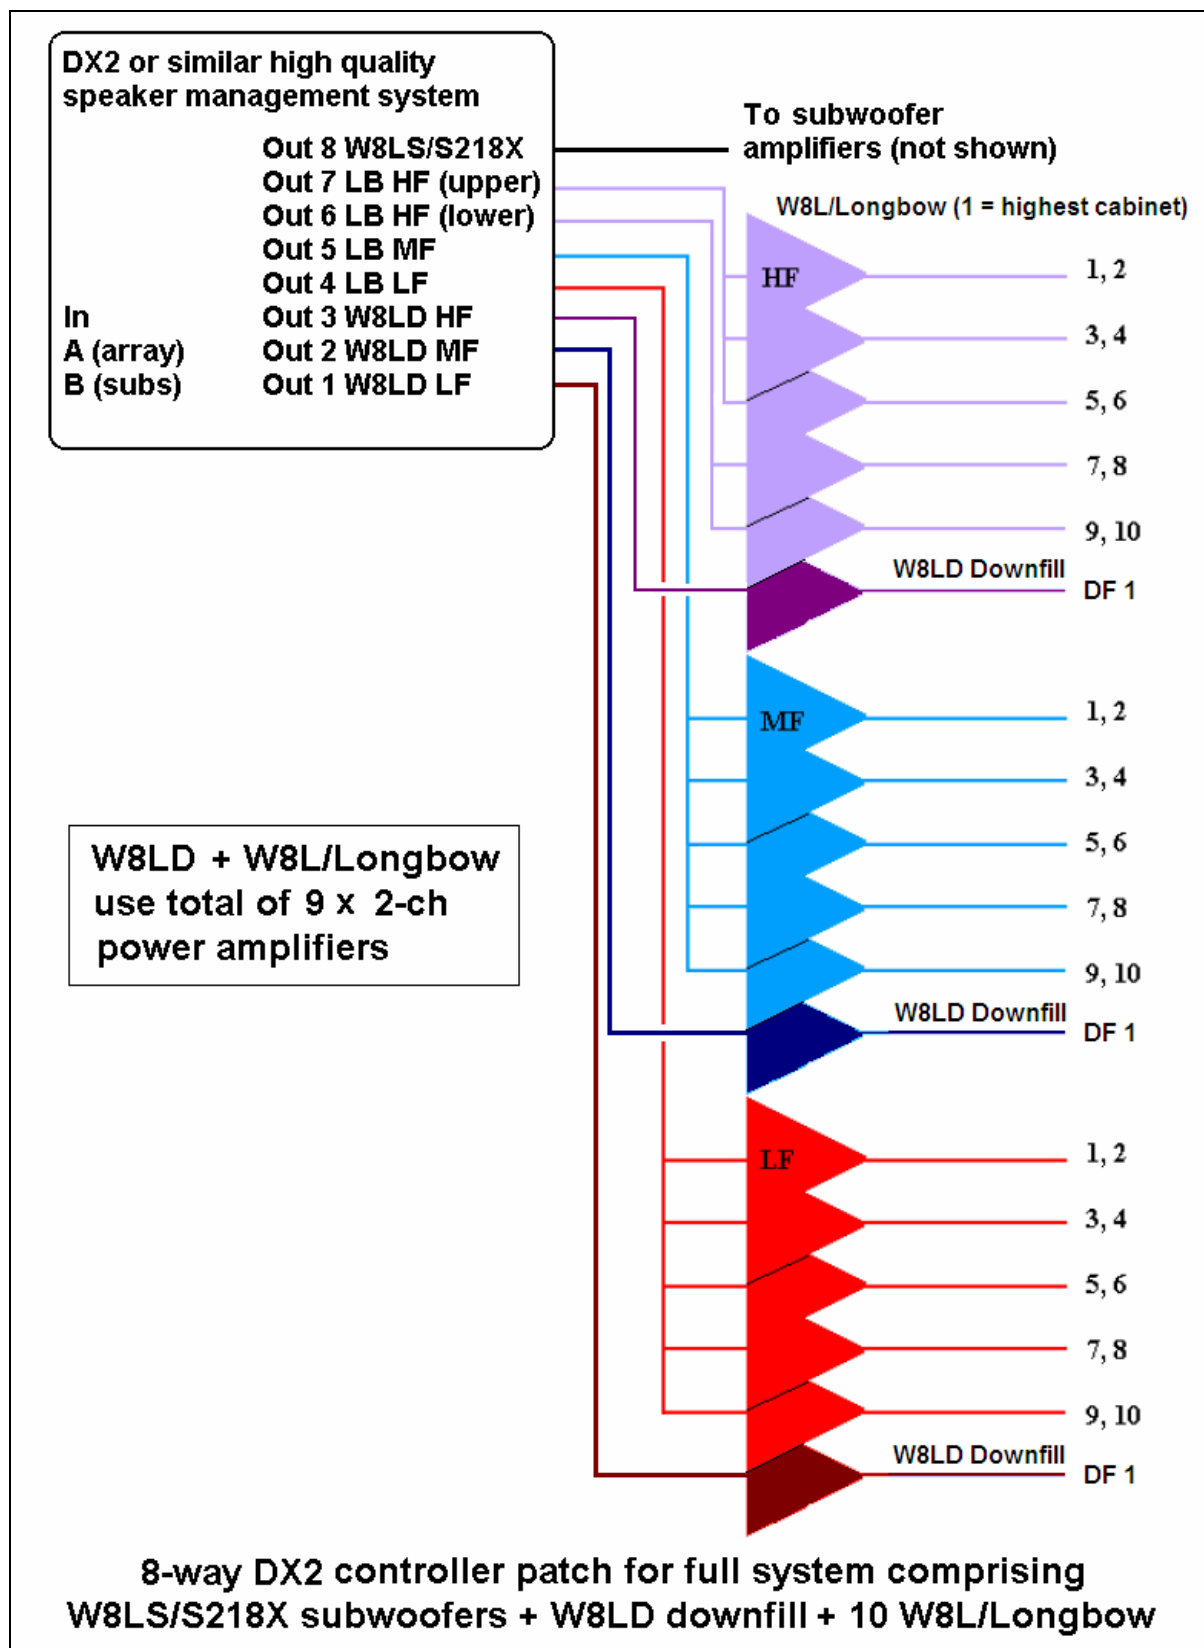 DX2 or similar high quality
speaker management system
Out 8 W8LS/S218X
Out 7 LB HF (upper)
Out 6 LB HF (lower)
Out 5 LB MF
Out 4 LB LF
In
Out 3 W8LD HF
A (array)
Out 2 W8LD MF
B (subs)
Out 1 W8LD LF
To subwoofer
amplifiers (not shown)
W8L/Longbow (1 = highest cabinet)
HF
1, 2
3, 4
5, 6
7, 8
9, 10
W8LD Downfill
DF 1
MF
1, 2
3, 4
5, 6
7, 8
9, 10
W8LD Downfill
DF 1
W8LD + W8L/Longbow
use total of 9 x 2-ch
power amplifiers
LF
1, 2
3, 4
5, 6
7, 8
9, 10
W8LD Downfill
DF 1
8-way DX2 controller patch for full system comprising
W8LS/S218X subwoofers + W8LD downfill + 10 W8L/Longbow